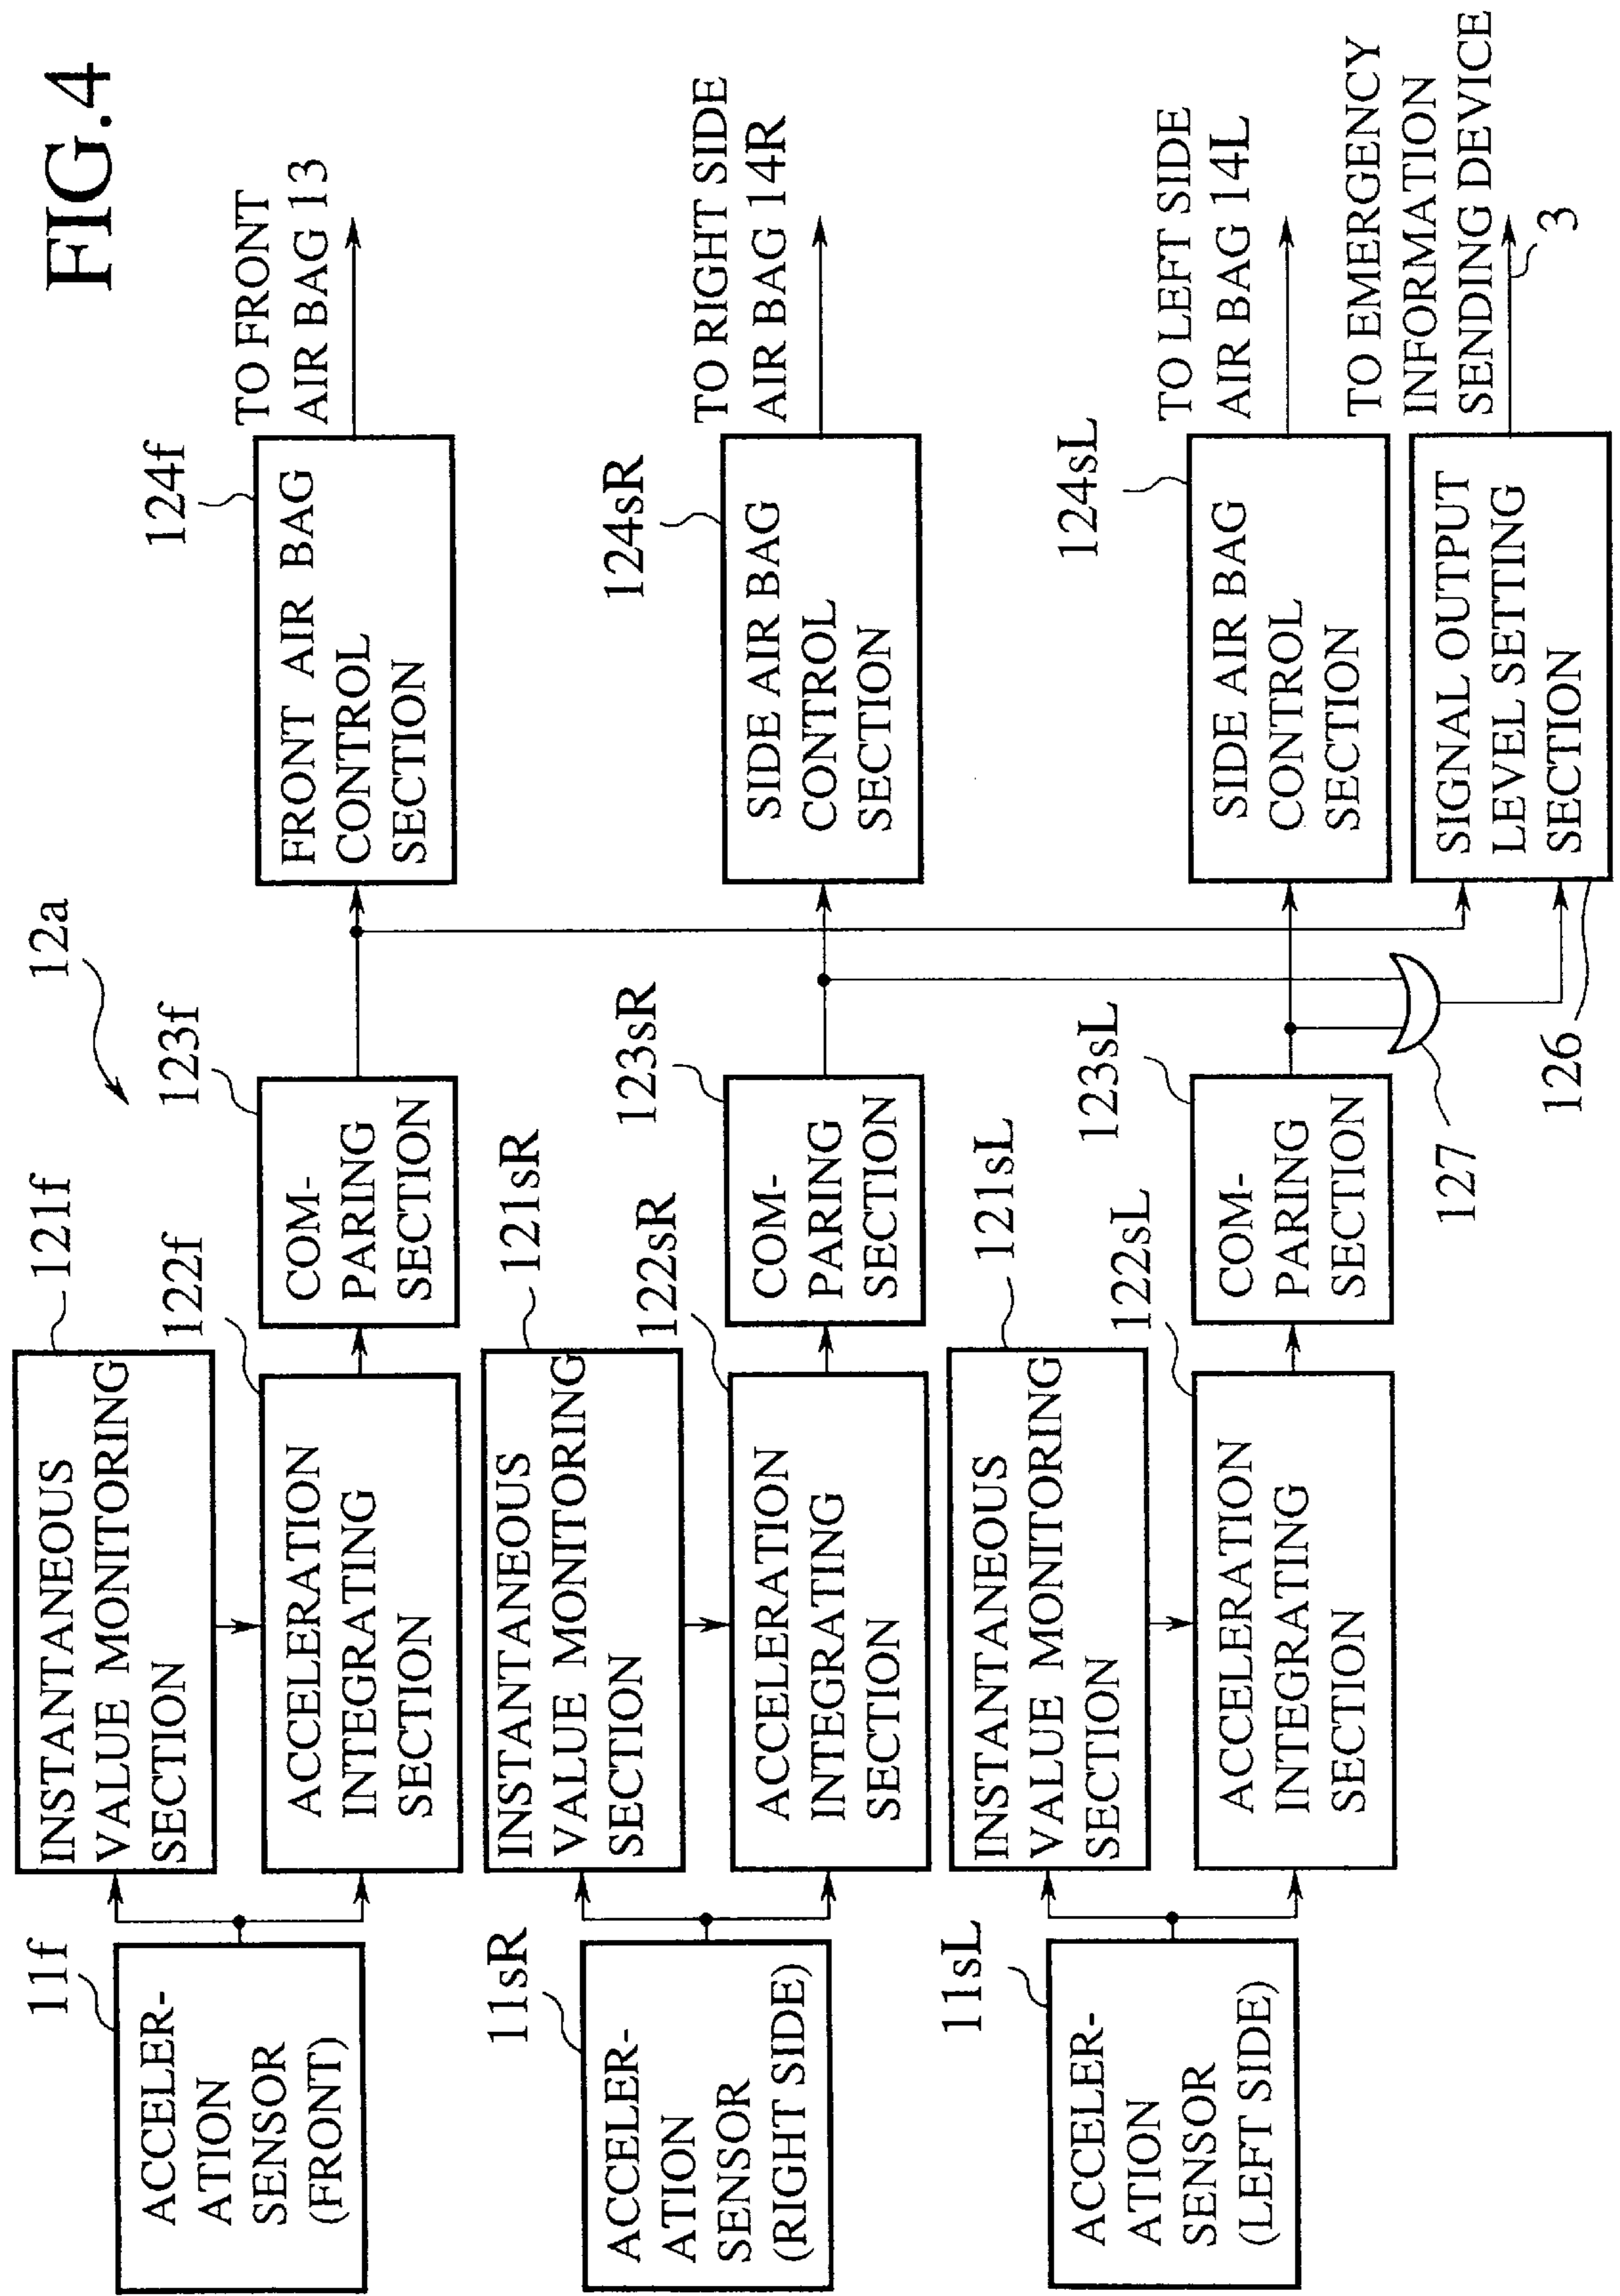 FIG.4
12a
11f
ACCELER-
ATION
SENSOR
(FRONT)
121f
INSTANTANEOUS
VALUE MONITORING
SECTION
122f
ACCELERATION
INTEGRATING
SECTION
123f
COM-
PARING
SECTION
124f
FRONT AIR BAG
CONTROL
SECTION
TO FRONT
AIR BAG 13
11sR
ACCELER-
ATION
SENSOR
(RIGHT SIDE)
121sR
INSTANTANEOUS
VALUE MONITORING
SECTION
122sR
ACCELERATION
INTEGRATING
SECTION
123sR
COM-
PARING
SECTION
124sR
SIDE AIR BAG
CONTROL
SECTION
TO RIGHT SIDE
AIR BAG 14R
11sL
ACCELER-
ATION
SENSOR
(LEFT SIDE)
121sL
INSTANTANEOUS
VALUE MONITORING
SECTION
122sL
ACCELERATION
INTEGRATING
SECTION
123sL
COM-
PARING
SECTION
124sL
SIDE AIR BAG
CONTROL
SECTION
TO LEFT SIDE
AIR BAG 14L
127
126
SIGNAL OUTPUT
LEVEL SETTING
SECTION
TO EMERGENCY
INFORMATION
SENDING DEVICE
3